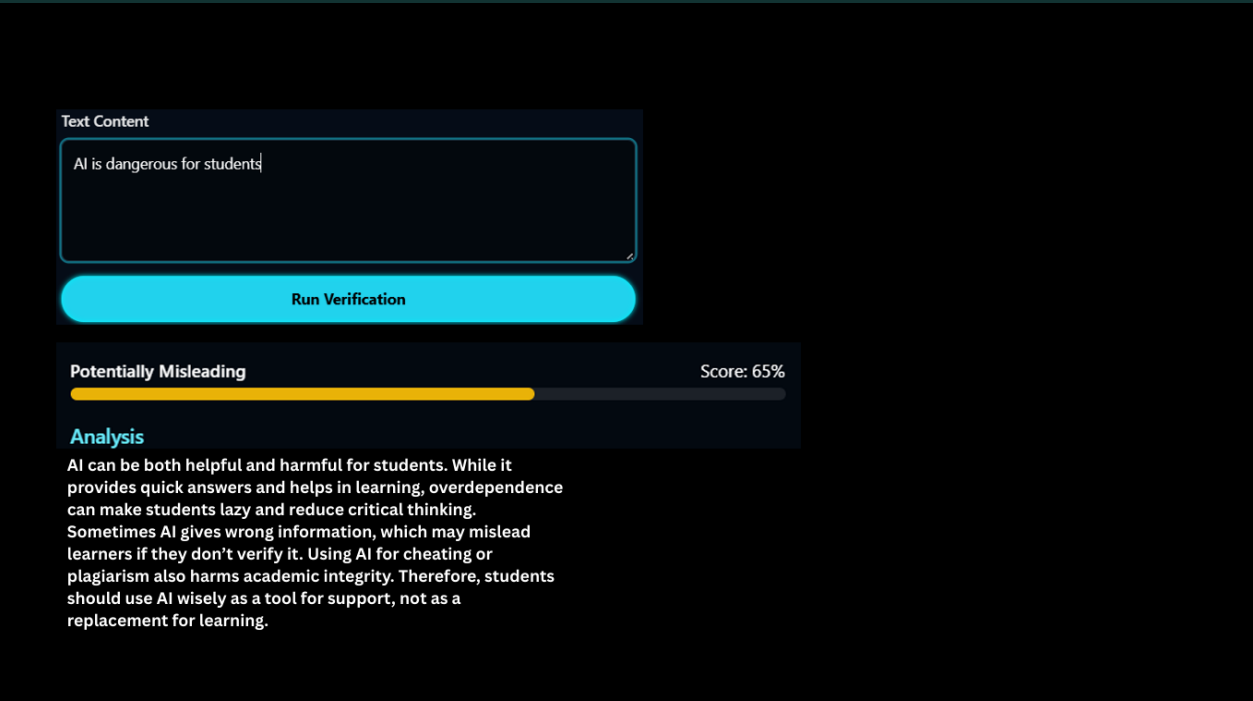 Text Content
AI is dangerous for students
Run Verification
Potentially Misleading
Score: 65%
Analysis
AI can be both helpful and harmful for students. While it
provides quick answers and helps in learning, overdependence
can make students lazy and reduce critical thinking.
Sometimes AI gives wrong information, which may mislead
learners if they don’t verify it. Using AI for cheating or
plagiarism also harms academic integrity. Therefore, students
should use AI wisely as a tool for support, not as a
replacement for learning.